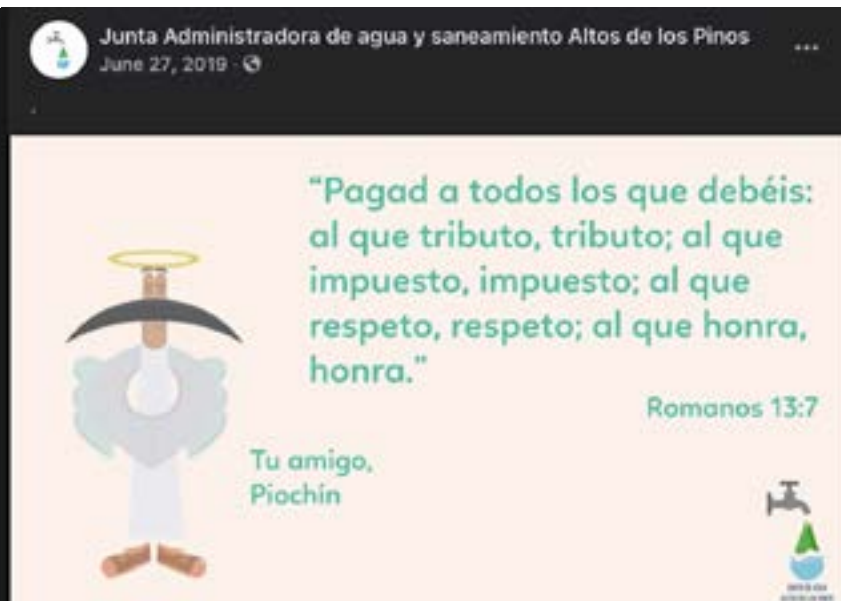 Junta Administradora de agua y saneamiento Altos de los Pinos
June 27, 2019
.
"Pagad a todos los que debéis:
al que tributo, tributo; al que
impuesto, impuesto; al que
respeto, respeto; al que honra,
honra."
Romanos 13:7
Tu amigo,
Piochín